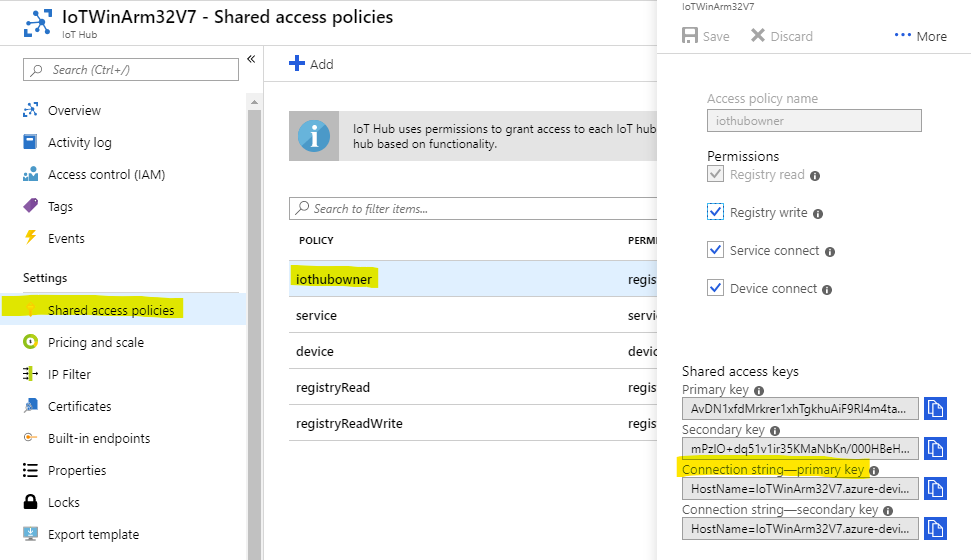 IoTWinArm32V7 - Shared access policies
IoT Hub
Search (Ctrl+/)
Overview
Activity log
Access control (IAM)
Tags
Events
Settings
Shared access policies
Pricing and scale
IP Filter
Certificates
Built-in endpoints
Properties
Locks
Export template
Add
IoT Hub uses permissions to grant access to each IoT hub
hub based on functionality.
Search to filter items...
POLICY PERMI
iothubowner regis
service servi
device devic
registryRead regis
registryReadWrite regis
IoTWinArm32V7
Save Discard More
Access policy name
iothubowner
Permissions
Registry read
Registry write
Service connect
Device connect
Shared access keys
Primary key
AvDN1xfdMrkrer1xhTgkhuAiF9RI4m4ta...
Secondary key
mPzIO+dq51v1ir35KMaNbKn/000HBeH...
Connection string—primary key
HostName=IoTWinArm32V7.azure-devi...
Connection string—secondary key
HostName=IoTWinArm32V7.azure-devi...